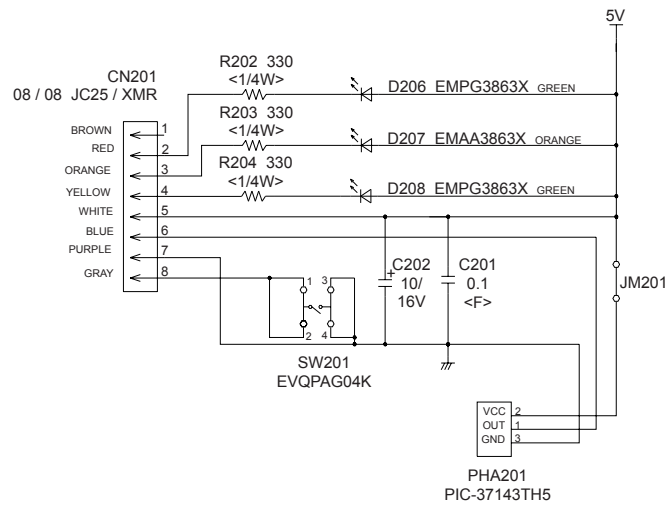 5V
R202 330
<1/4W>
CN201
08 / 08 JC25 / XMR
D206 EMPG3863X GREEN
R203 330
<1/4W>
D207 EMAA3863X ORANGE
R204 330
<1/4W>
D208 EMPG3863X GREEN
BROWN 1
RED 2
ORANGE 3
YELLOW 4
WHITE 5
BLUE 6
PURPLE 7
GRAY 8
1 3
2 4
SW201
EVQPAG04K
+
C202
10/
16V
C201
0.1
<F>
JM201
VCC 2
OUT 1
GND 3
PHA201
PIC-37143TH5